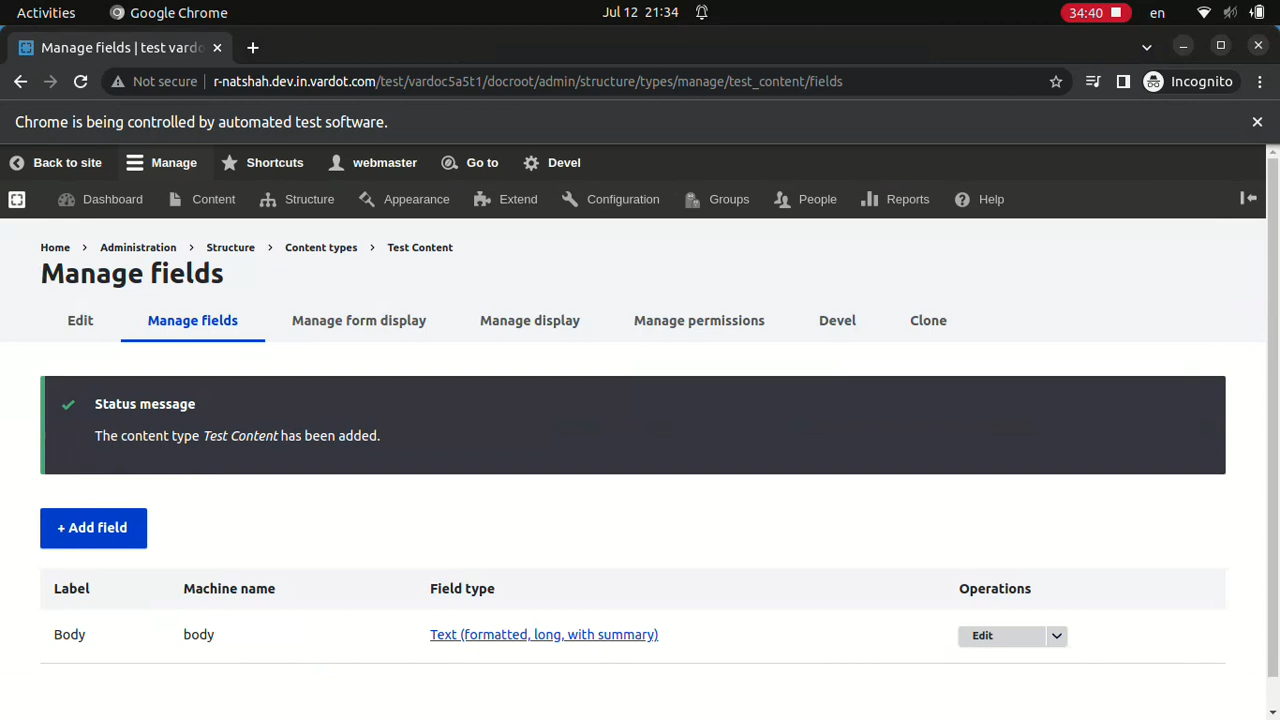 Activities Google Chrome Jul 12 21:34 34:40 en
Manage fields | test vardo
Not secure r-natshah.dev.in.vardot.com/test/vardoc5a5t1/docroot/admin/structure/types/manage/test_content/fields Incognito
Chrome is being controlled by automated test software.
Back to site Manage Shortcuts webmaster Go to Devel
Dashboard Content Structure Appearance Extend Configuration Groups People Reports Help
Home > Administration > Structure > Content types > Test Content
Manage fields
Edit Manage fields Manage form display Manage display Manage permissions Devel Clone
Status message
The content type Test Content has been added.
+ Add field
Label Machine name Field type Operations
Body body Text (formatted, long, with summary) Edit